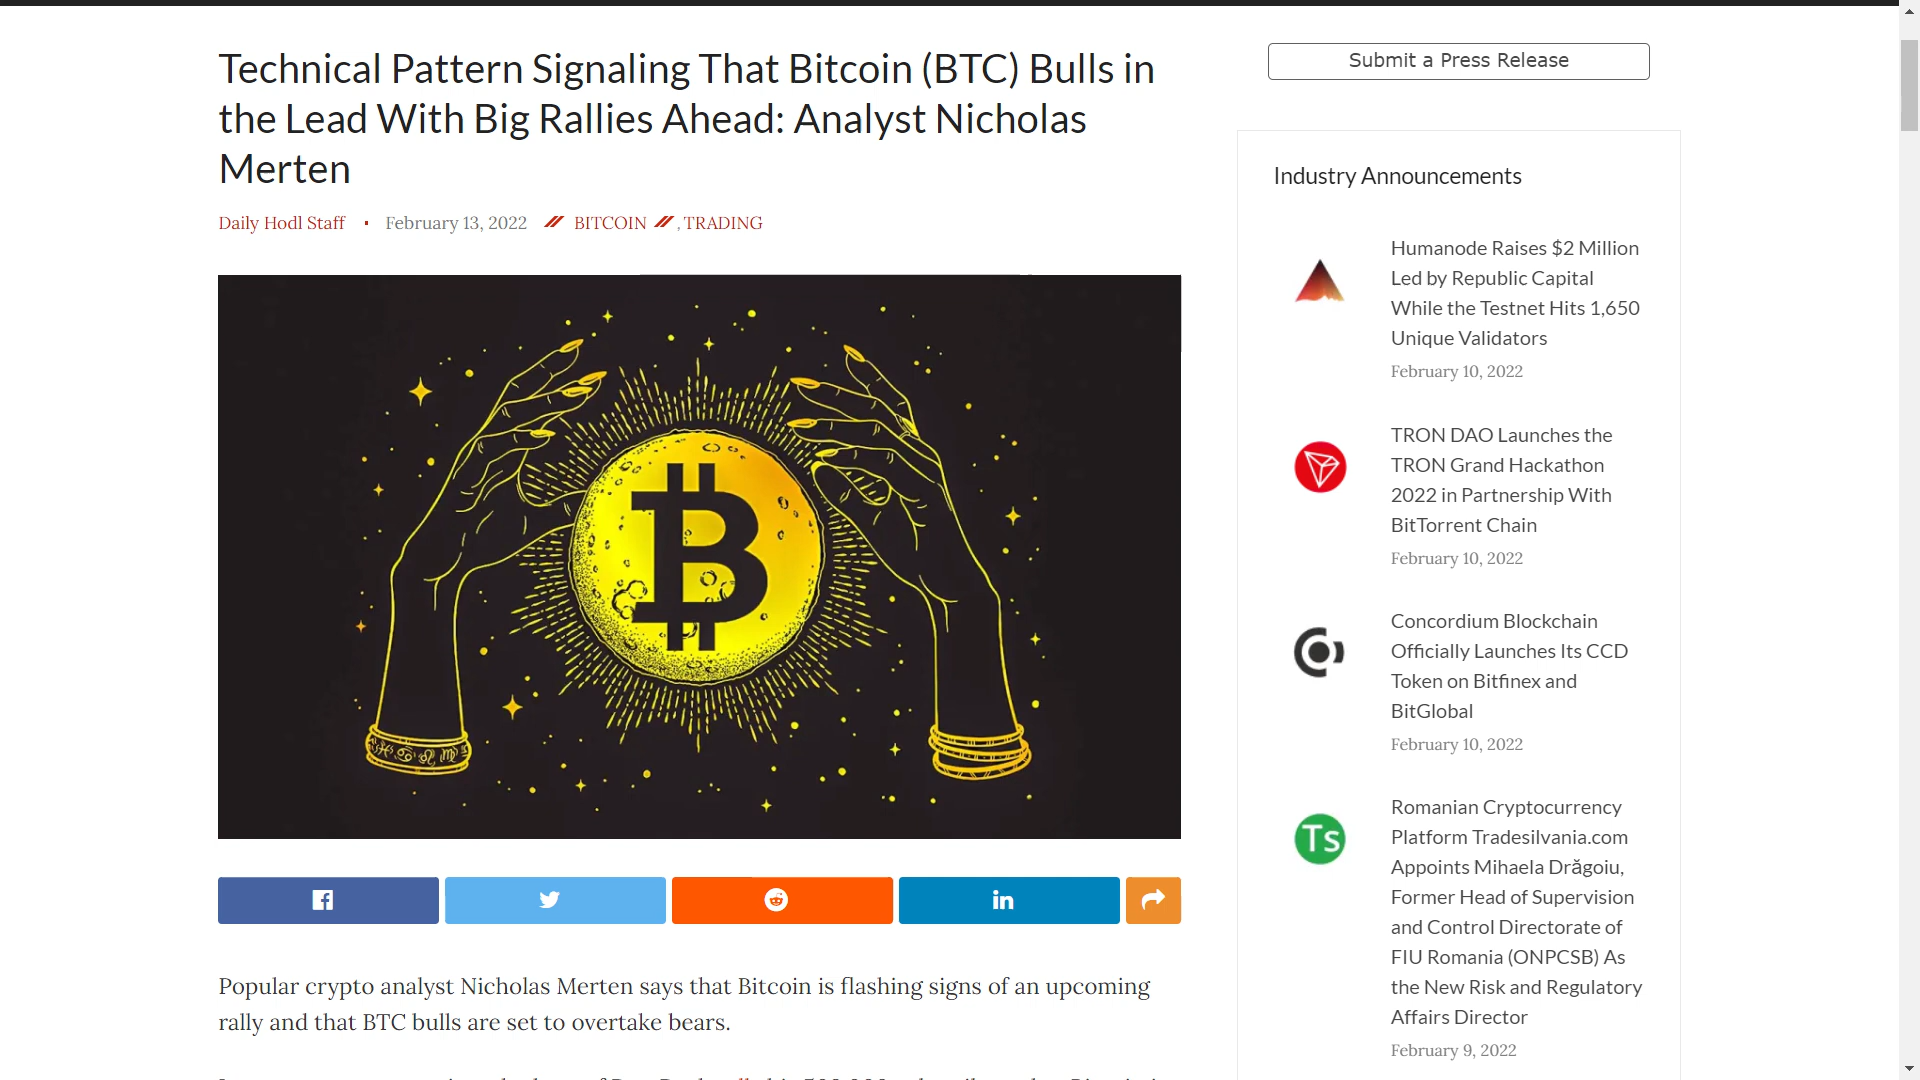 Technical Pattern Signaling That Bitcoin (BTC) Bulls in
the Lead With Big Rallies Ahead: Analyst Nicholas
Merten
Daily Hodl Staff • February 13, 2022 BITCOIN , TRADING
Popular crypto analyst Nicholas Merten says that Bitcoin is flashing signs of an upcoming
rally and that BTC bulls are set to overtake bears.
Submit a Press Release
Industry Announcements
Humanode Raises $2 Million
Led by Republic Capital
While the Testnet Hits 1,650
Unique Validators
February 10, 2022
TRON DAO Launches the
TRON Grand Hackathon
2022 in Partnership With
BitTorrent Chain
February 10, 2022
Concordium Blockchain
Officially Launches Its CCD
Token on Bitfinex and
BitGlobal
February 10, 2022
Ts
Romanian Cryptocurrency
Platform Tradesilvania.com
Appoints Mihaela Drăgoiu,
Former Head of Supervision
and Control Directorate of
FIU Romania (ONPCSB) As
the New Risk and Regulatory
Affairs Director
February 9, 2022